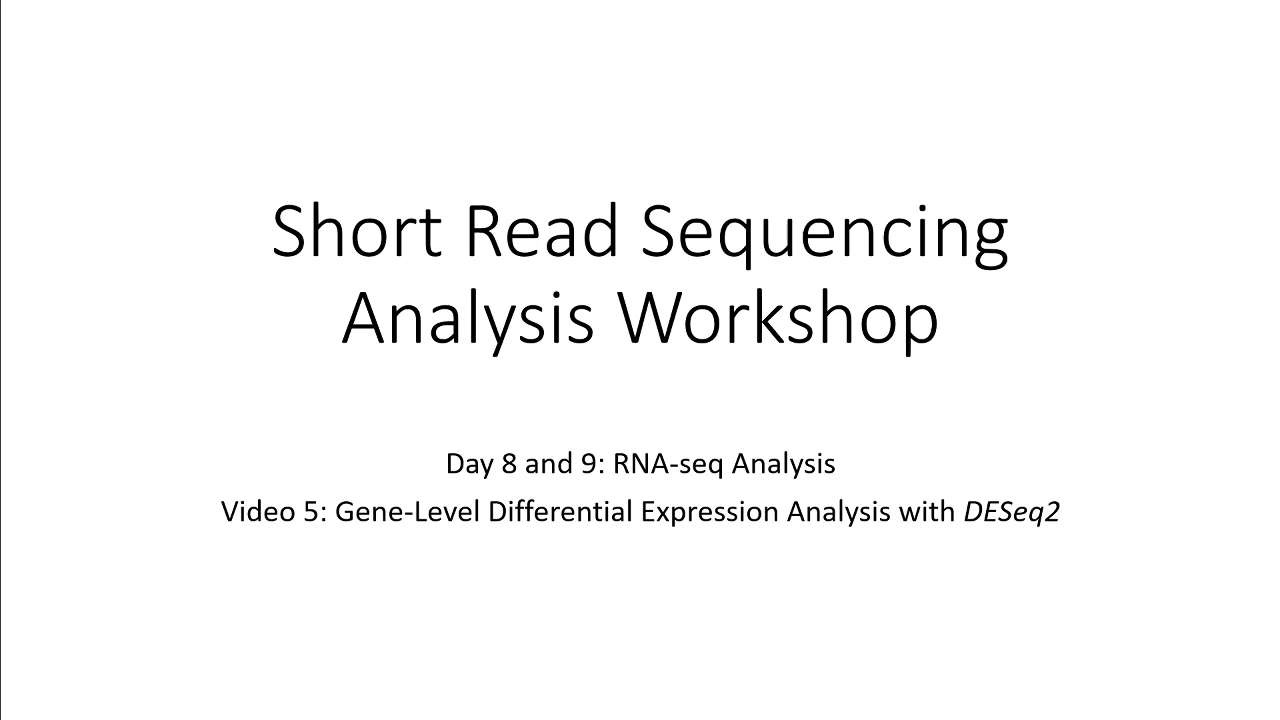 Short Read Sequencing
Analysis Workshop
Day 8 and 9: RNA-seq Analysis
Video 5: Gene-Level Differential Expression Analysis with DESeq2